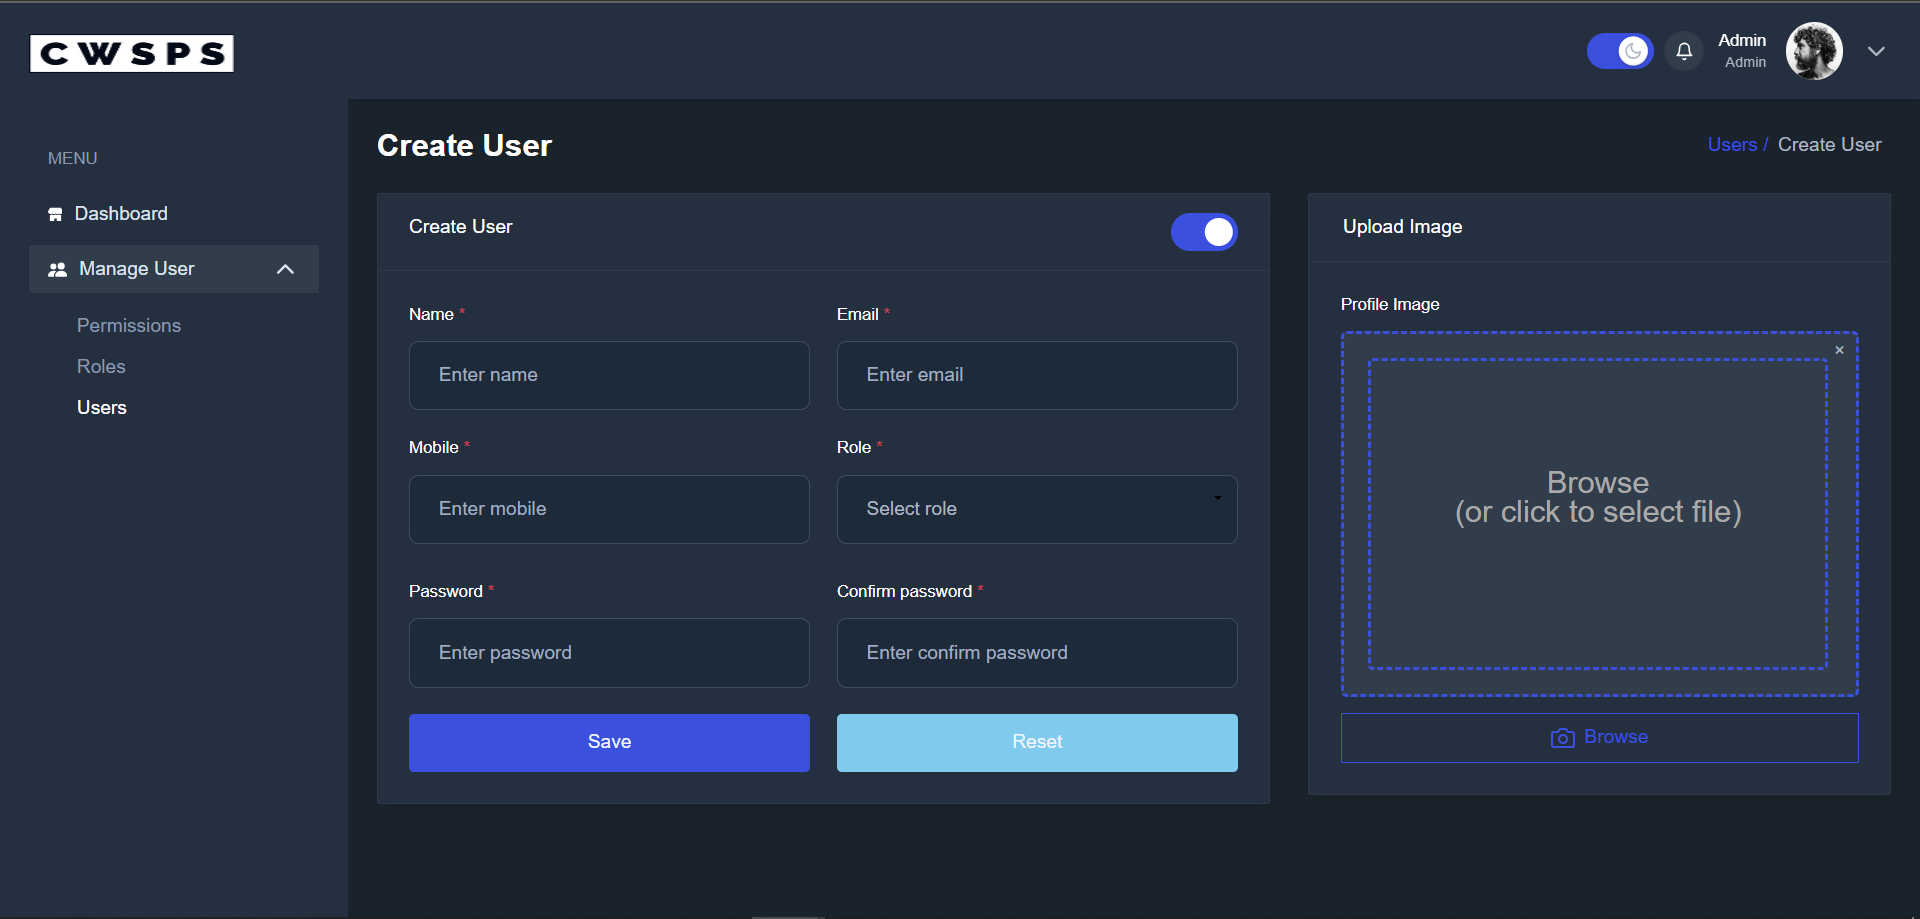 CWSPS
Admin
Admin
MENU
Dashboard
Manage User
Permissions
Roles
Users
Create User
Users / Create User
Create User
Name *
Email *
Enter name
Enter email
Mobile *
Role *
Enter mobile
Select role
Password *
Confirm password *
Enter password
Enter confirm password
Save
Reset
Upload Image
Profile Image
×
Browse
(or click to select file)
Browse